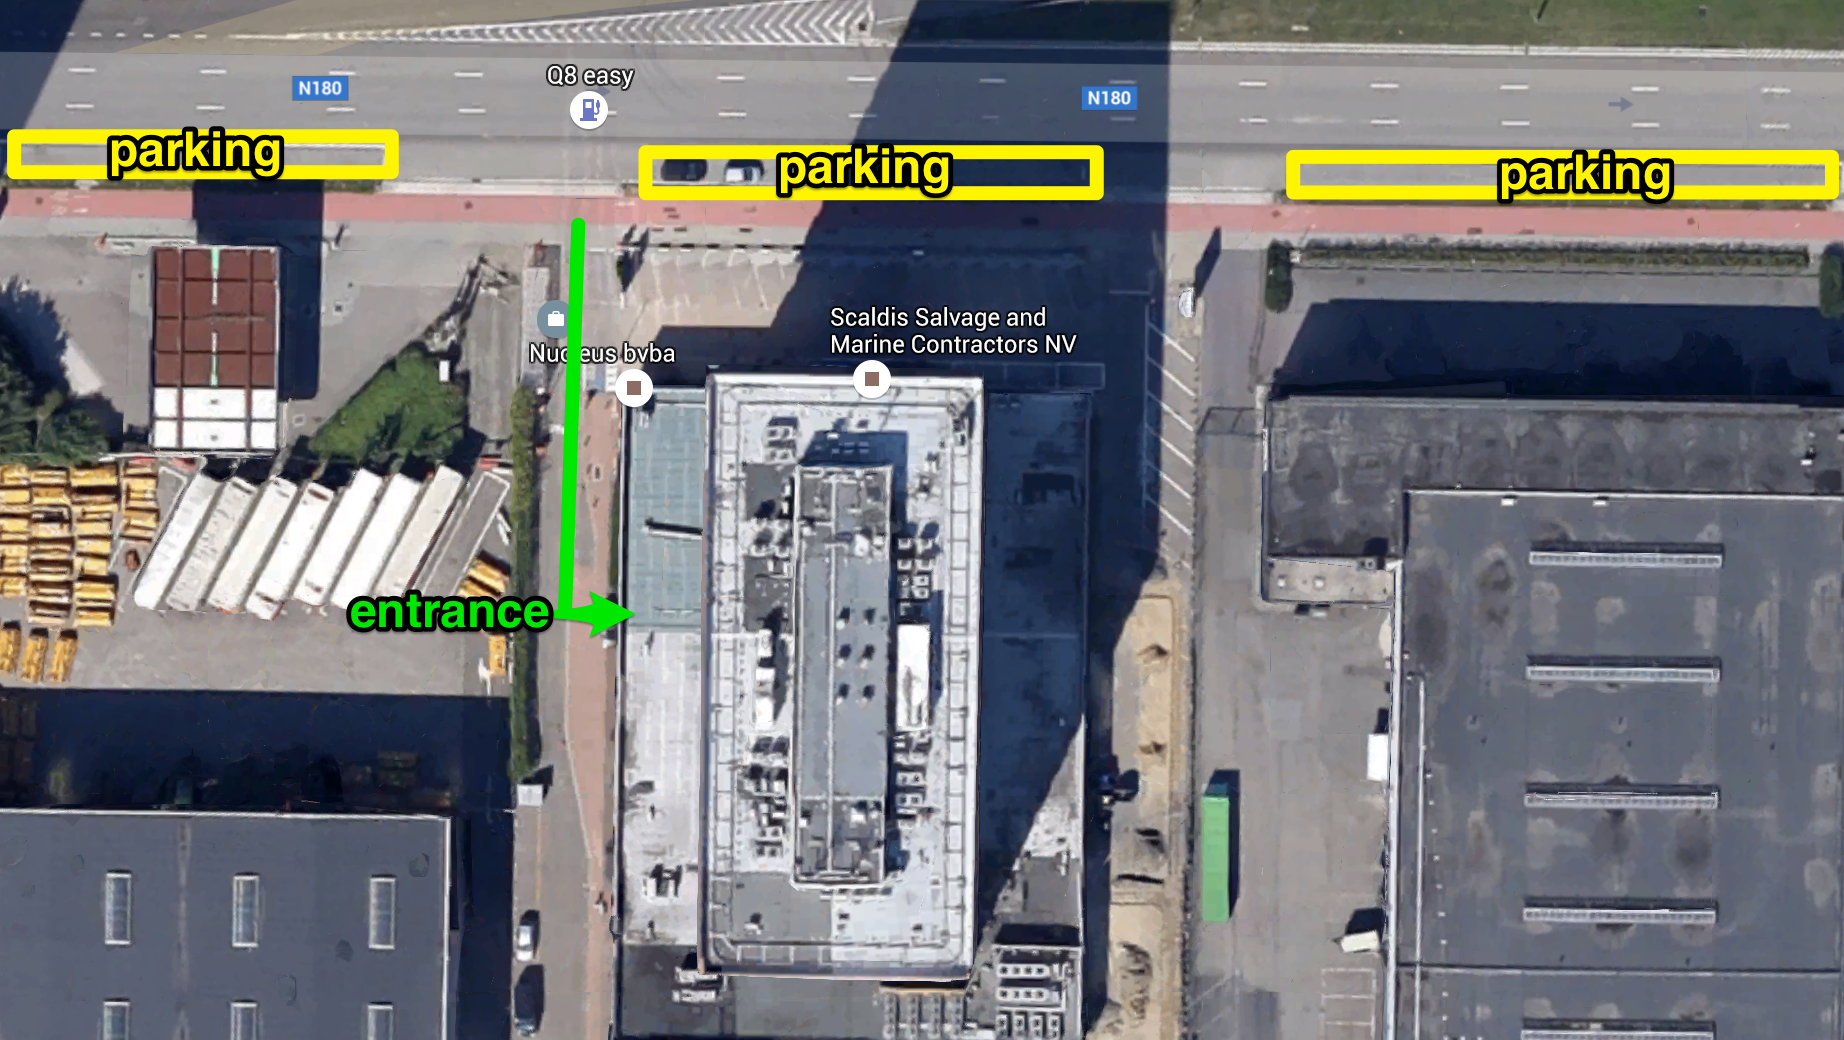 Q8 easy
N180
N180
parking
parking
parking
Scaldis Salvage and
Marine Contractors NV
Nucleus bvba
entrance